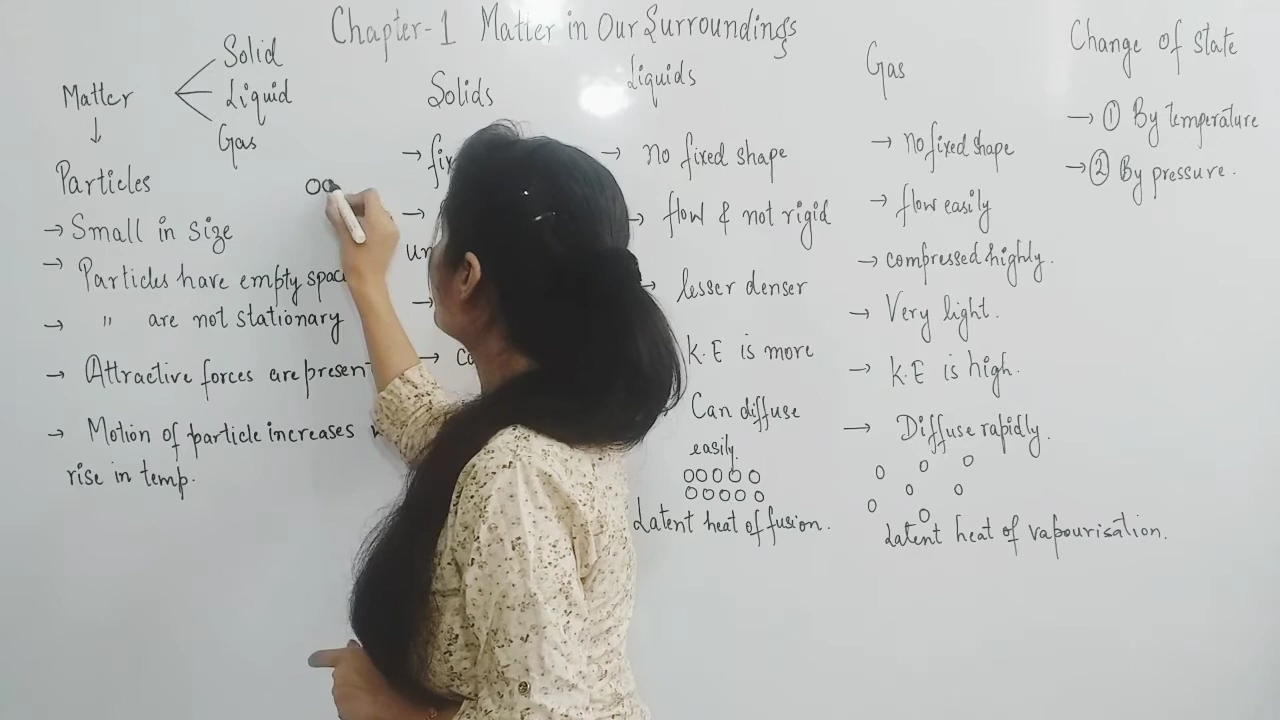 Chapter-1 Matter in Our Surroundings
Matter
Solid
Liquid
Gas
↓
Particles
→ Small in size
→ Particles have empty
→ " are not stationary
→ Attractive forces are present
→ Motion of particle increases
rise in temp.
Solids
→
→
→
→
Liquids
→ no fixed shape
→ flow & not rigid
→ lesser denser
K.E is more
Can diffuse
easily.
Latent heat of fusion.
Gas
→ No fixed shape
→ flow easily
→ compressed highly.
→ Very light.
→ K.E is high.
→ Diffuse rapidly.
Latent heat of vapourisation.
Change of state
→ ① By temperature
→ ② By pressure.